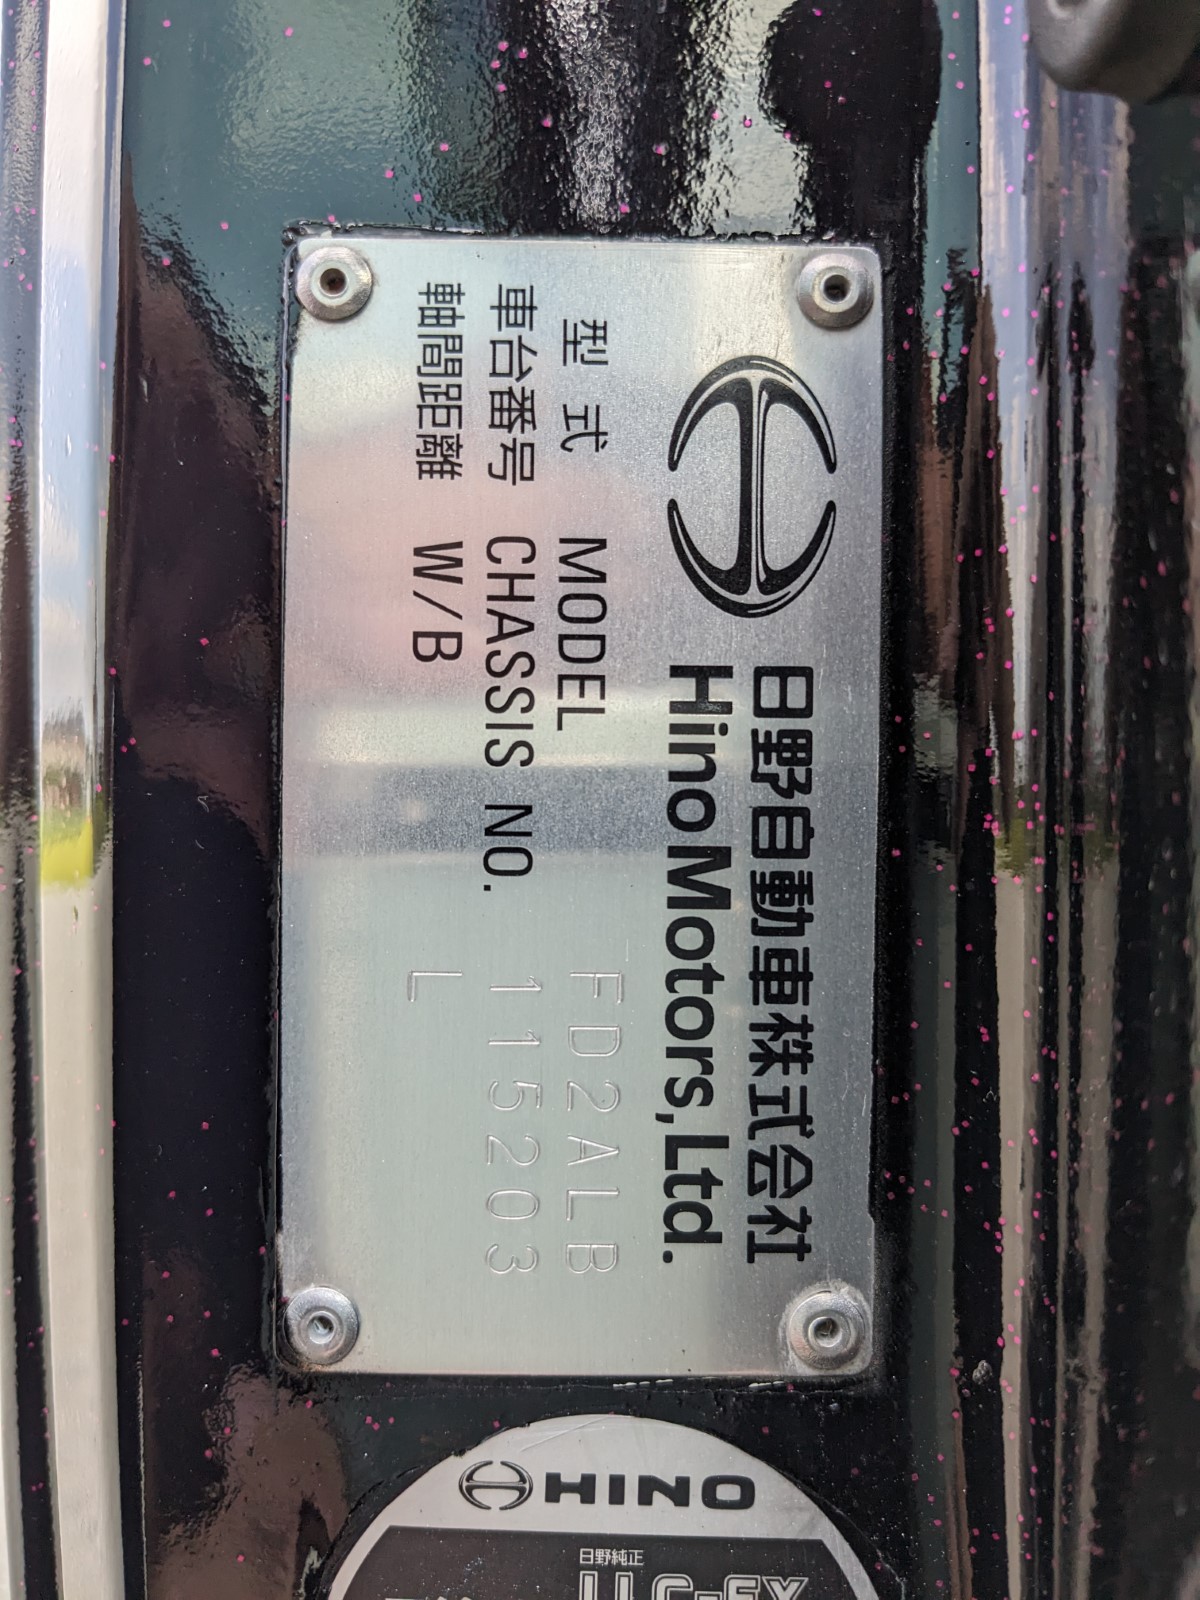 日野自動車株式会社
Hino Motors, Ltd.
型式 MODEL FD2ALB
車台番号 CHASSIS NO. 115203
軸間距離 W/B L
HINO
日野純正